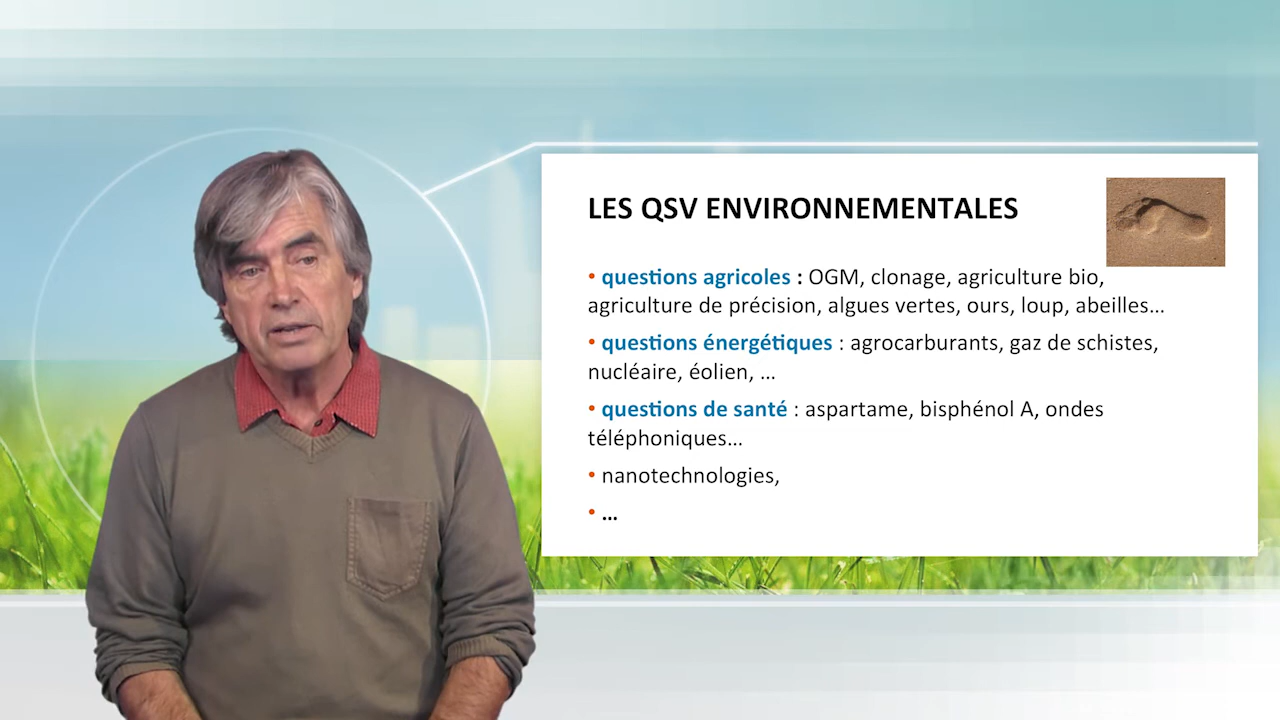 LES QSV ENVIRONNEMENTALES
• questions agricoles : OGM, clonage, agriculture bio,
agriculture de précision, algues vertes, ours, loup, abeilles…
• questions énergétiques : agrocarburants, gaz de schistes,
nucléaire, éolien, …
• questions de santé : aspartame, bisphénol A, ondes
téléphoniques…
• nanotechnologies,
• …